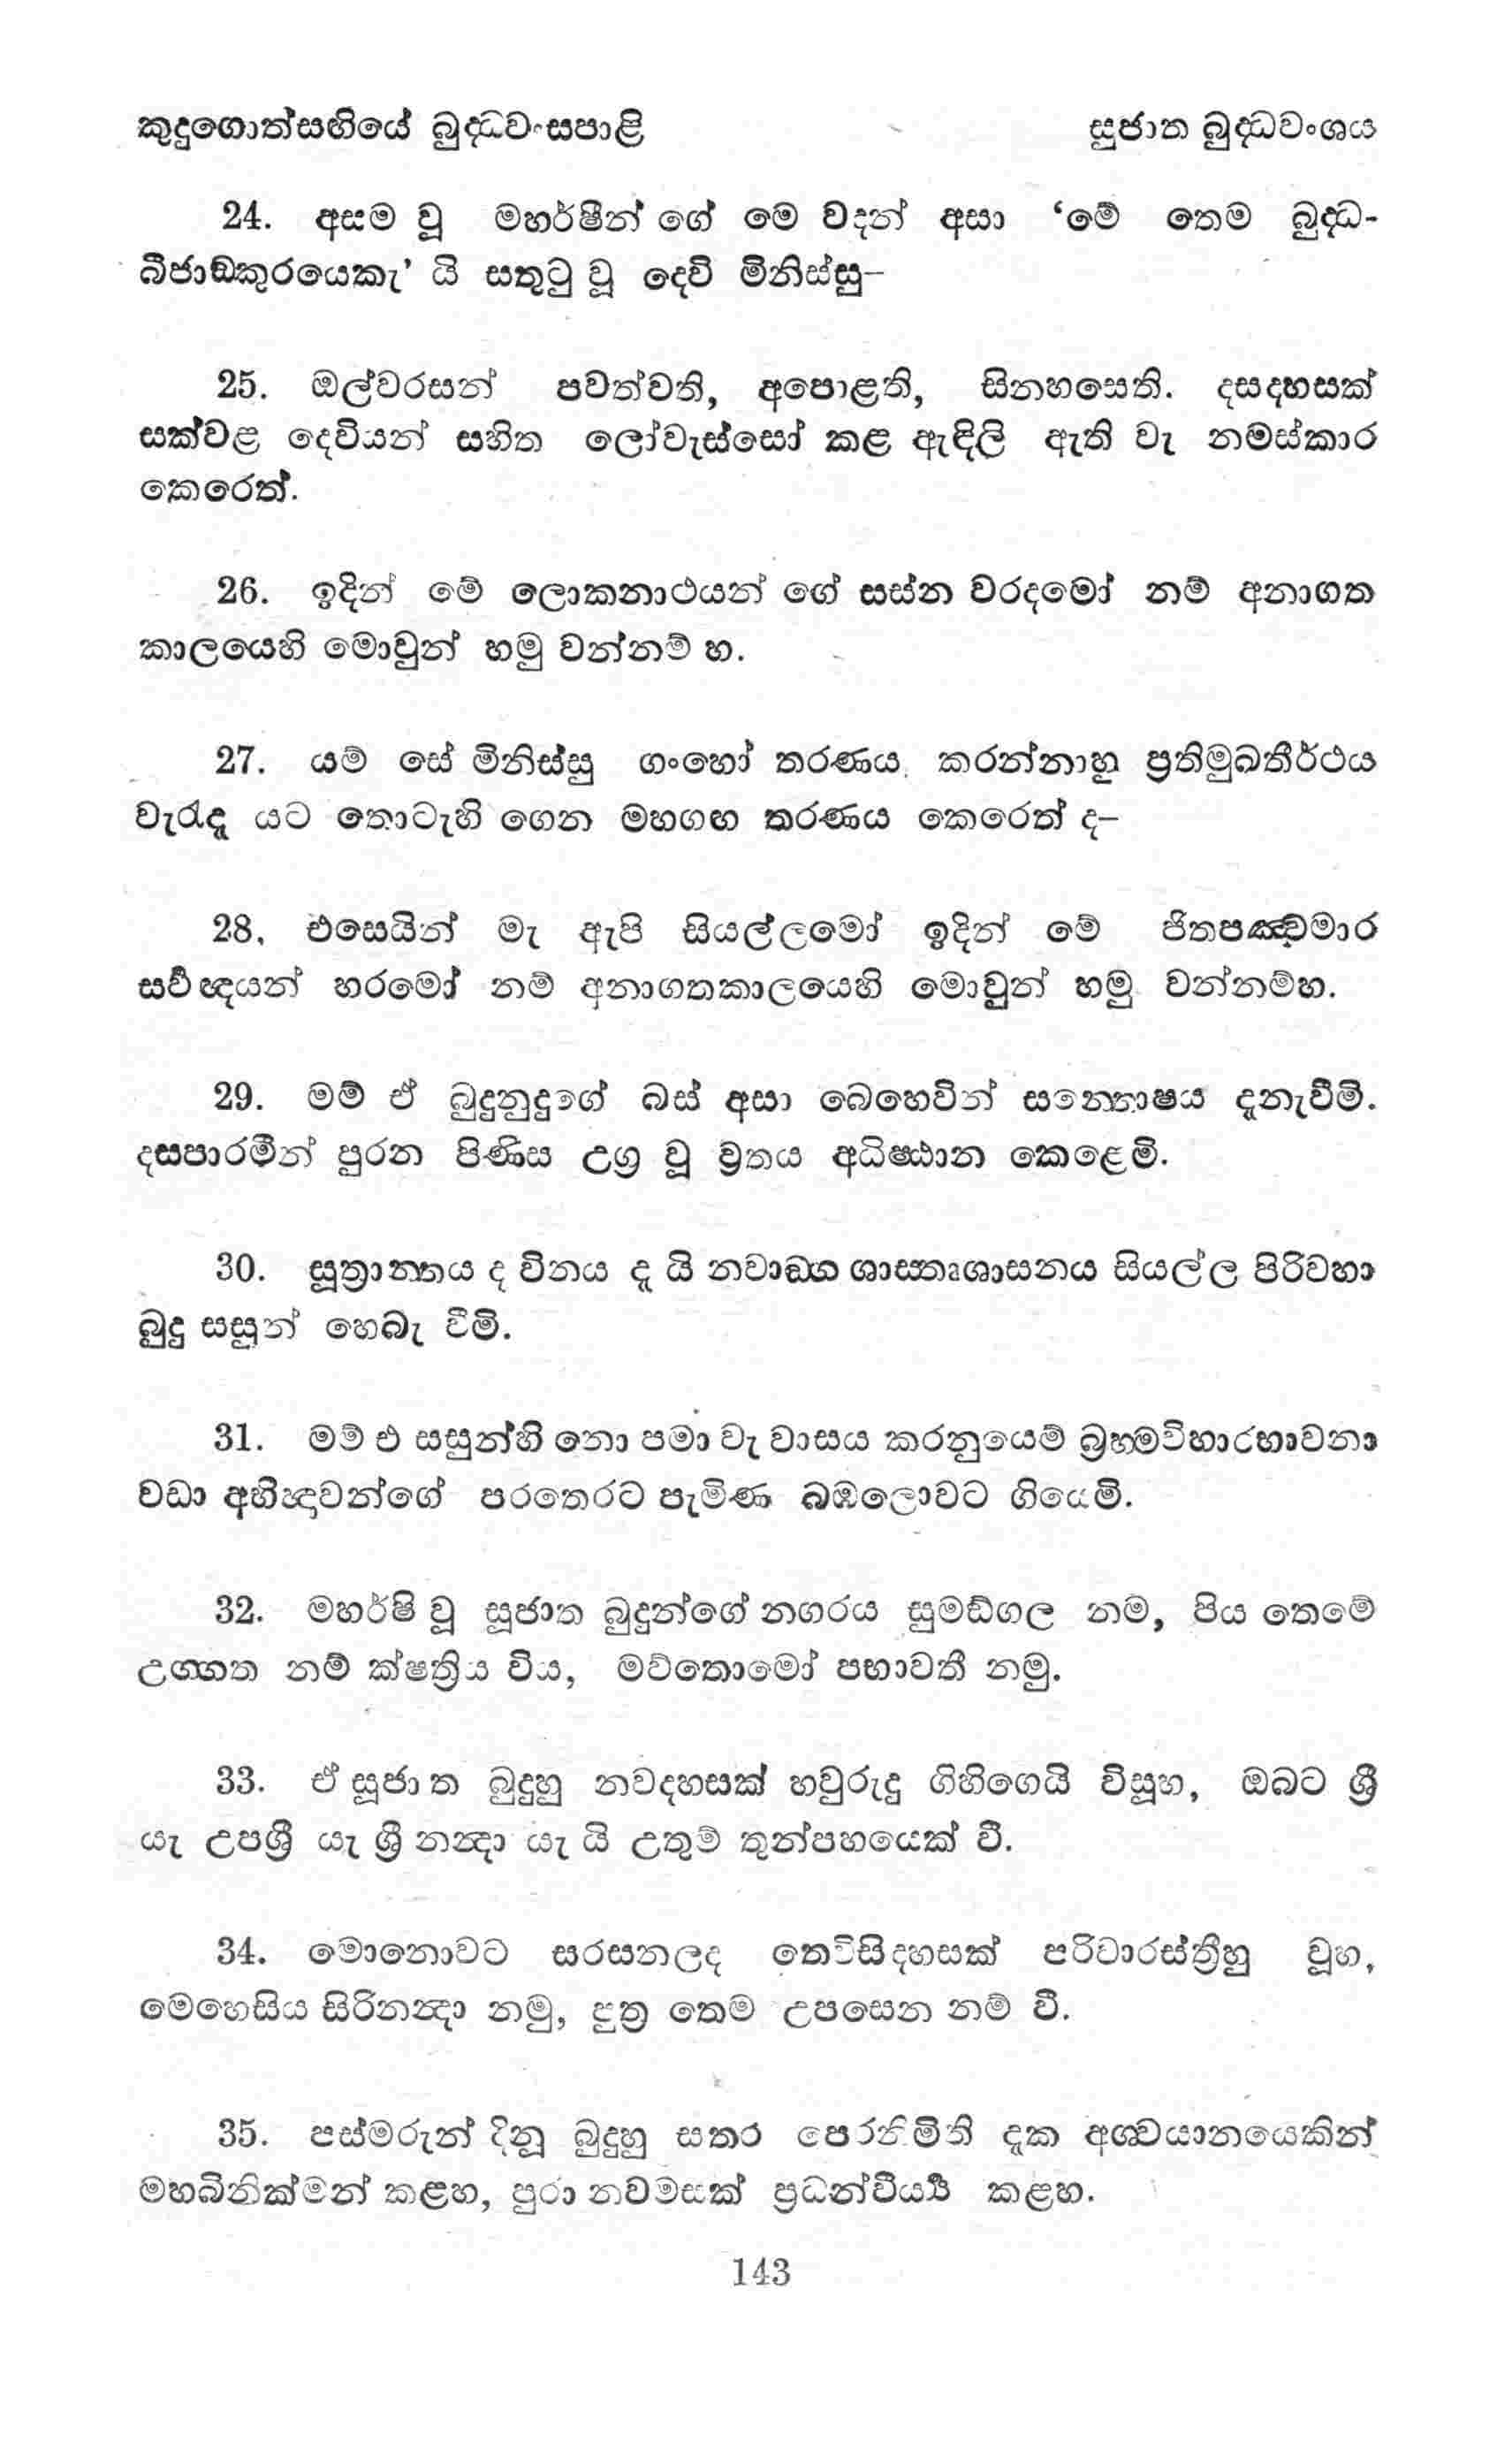 කුදුගොත්සඟියේ බුද්ධවංසපාළි	සුජාත බුද්ධවංශය
24. අසම වූ මහර්ෂීන් ගේ මෙ වදන් අසා ‘මේ තෙම බුද්ධ-
බීජාඞ්කුරයෙකැ’ යි සතුටු වූ දෙවි මිනිස්සු–
25. ඔල්වරසන් පවත්වති, අපොළති, සිනහසෙති. දසදහසක්
සක්වළ දෙවියන් සහිත ලෝවැස්සෝ කළ ඇඳිලි ඇති වැ නමස්කාර
කෙරෙත්.
26. ඉදින් මේ ලොකනාථයන් ගේ සස්න වරදමෝ නම් අනාගත
කාලයෙහි මොවුන් හමු වන්නම් හ.
27. යම් සේ මිනිස්සු ගංහෝ තරණය කරන්නාහු ප්‍රතිමුඛතීර්ථය
වැරැදැ යට තොටැහි ගෙන මහගඟ තරණය කෙරෙත් ද–
28. එසෙයින් මැ ඇපි සියල්ලමෝ ඉදින් මේ ජිතපඤ්චමාර
සර්‍වඥයන් හරමෝ නම් අනාගතකාලයෙහි මොවුන් හමු වන්නම්හ.
29. මම් ඒ බුදුනුදුගේ බස් අසා බෙහෙවින් සන්තොෂය දැනැවීමි.
දසපාරමීන් පුරන පිණිස උග්‍ර වූ ව්‍රතය අධිෂ්ඨාන කෙළෙමි.
30. සූත්‍රාන්තය ද විනය දැ යි නවාඞ්ග ශාස්තෘශාසනය සියල්ල පිරිවහා
බුදු සසුන් හෙබැ වීමි.
31. මම් එ සසුන්හි නො පමා වැ වාසය කරනුයෙම් බ්‍රහ්මවිහාරභාවනා
වඩා අභිඥාවන්ගේ පරතෙරට පැමිණ බඹලොවට ගියෙමි.
32. මහර්ෂි වූ සූජාත බුදුන්ගේ නගරය සුමඞ්ගල නම, පිය තෙමේ
උග්ගත නම් ක්ෂත්‍රිය විය, මව්තොමෝ පභාවතී නමු.
33. ඒ සූජාත බුදුහු නවදහසක් හවුරුදු ගිහිගෙයි විසූහ, ඔබට ශ්‍රී
යැ උපශ්‍රී යැ ශ්‍රී නන්දා යැ යි උතුම් තුන්පහයෙක් වී.
34. මොනොවට සරසනලද තෙවිසිදහසක් පරිවාරස්ත්‍රීහු වූහ,
මෙහෙසිය සිරිනන්දා නමු, පුත්‍ර තෙම උපසෙන නම් වී.
35. පස්මරුන් දිනූ බුදුහු සතර පෙරනිමිති දැක අශ්වයානයෙකින්
මහබිනික්මන් කළහ, පුරා නවමසක් ප්‍රධන්වීර්‍ය්‍ය කළහ.
143